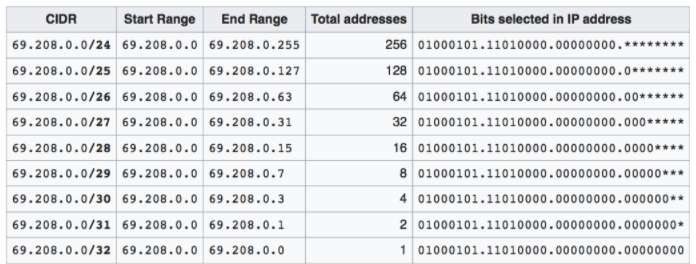 CIDR Start Range End Range Total addresses Bits selected in IP address
69.208.0.0/24 69.208.0.0 69.208.0.255 256 01000101.11010000.00000000.********
69.208.0.0/25 69.208.0.0 69.208.0.127 128 01000101.11010000.00000000.0*******
69.208.0.0/26 69.208.0.0 69.208.0.63 64 01000101.11010000.00000000.00******
69.208.0.0/27 69.208.0.0 69.208.0.31 32 01000101.11010000.00000000.000*****
69.208.0.0/28 69.208.0.0 69.208.0.15 16 01000101.11010000.00000000.0000****
69.208.0.0/29 69.208.0.0 69.208.0.7 8 01000101.11010000.00000000.00000***
69.208.0.0/30 69.208.0.0 69.208.0.3 4 01000101.11010000.00000000.000000**
69.208.0.0/31 69.208.0.0 69.208.0.1 2 01000101.11010000.00000000.0000000*
69.208.0.0/32 69.208.0.0 69.208.0.0 1 01000101.11010000.00000000.00000000